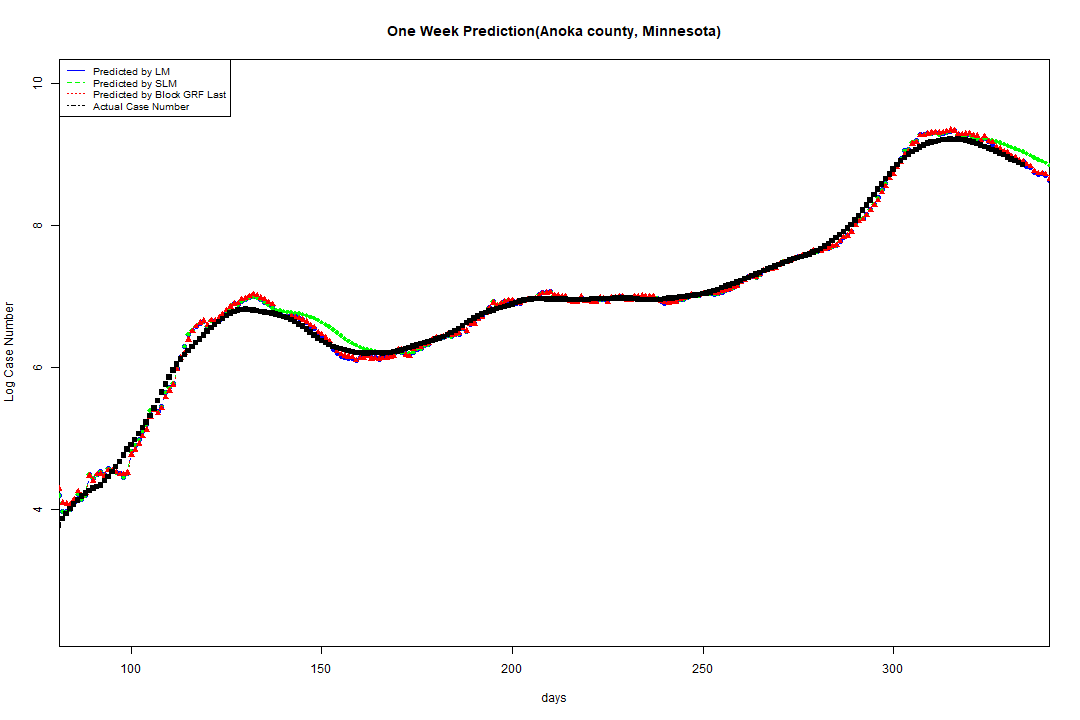 One Week Prediction(Anoka county, Minnesota)
Predicted by LM
Predicted by SLM
Predicted by Block GRF Last
Actual Case Number
10
8
6
4
Log Case Number
100 150 200 250 300
days